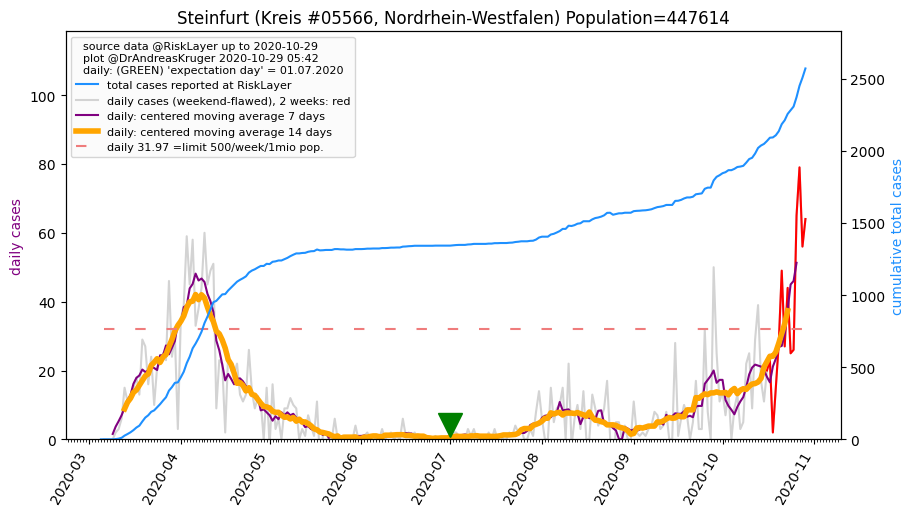 Steinfurt (Kreis #05566, Nordrhein-Westfalen) Population=447614
source data @RiskLayer up to 2020-10-29
plot @DrAndreasKruger 2020-10-29 05:42
daily: (GREEN) 'expectation day' = 01.07.2020
total cases reported at RiskLayer
daily cases (weekend-flawed), 2 weeks: red
daily: centered moving average 7 days
daily: centered moving average 14 days
daily 31.97 =limit 500/week/1mio pop.
daily cases
100
80
60
40
20
0
cumulative total cases
2500
2000
1500
1000
500
0
2020-03
2020-04
2020-05
2020-06
2020-07
2020-08
2020-09
2020-10
2020-11